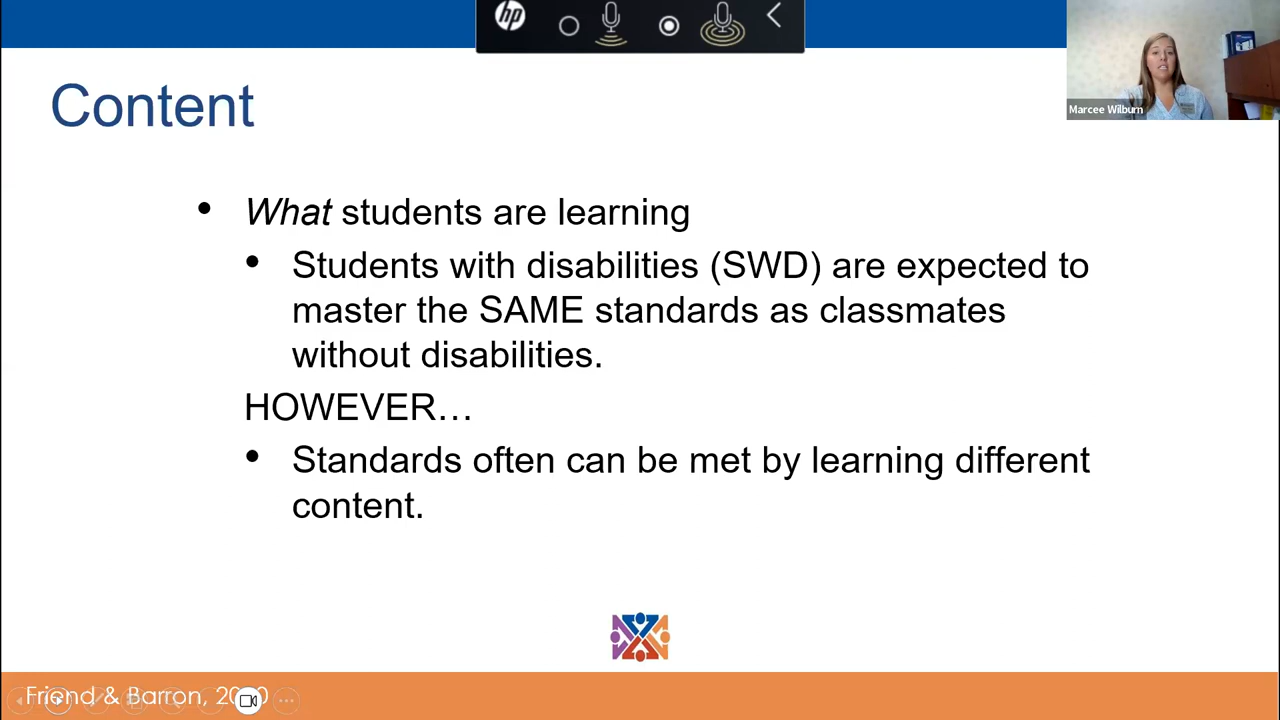 hp
Content
Marcee Wilburn
• What students are learning
• Students with disabilities (SWD) are expected to
master the SAME standards as classmates
without disabilities.
HOWEVER…
• Standards often can be met by learning different
content.
Friend & Barron,